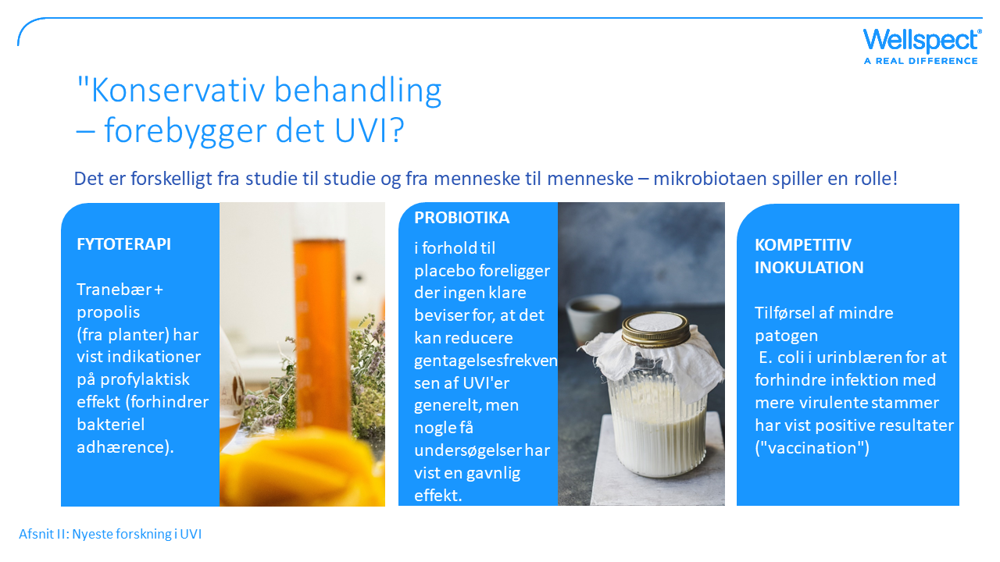 Wellspect®
A REAL DIFFERENCE
"Konservativ behandling
– forebygger det UVI?
Det er forskelligt fra studie til studie og fra menneske til menneske – mikrobiotaen spiller en rolle!
FYTOTERAPI
Tranebær +
propolis
(fra planter) har
vist indikationer
på profylaktisk
effekt (forhindrer
bakteriel
adhærence).
PROBIOTIKA
i forhold til
placebo foreligger
der ingen klare
beviser for, at det
kan reducere
gentagelsesfrekven
sen af UVI'er
generelt, men
nogle få
undersøgelser har
vist en gavnlig
effekt.
KOMPETITIV
INOKULATION
Tilførsel af mindre
patogen
E. coli i urinblæren for at
forhindre infektion med
mere virulente stammer
har vist positive resultater
("vaccination")
Afsnit II: Nyeste forskning i UVI